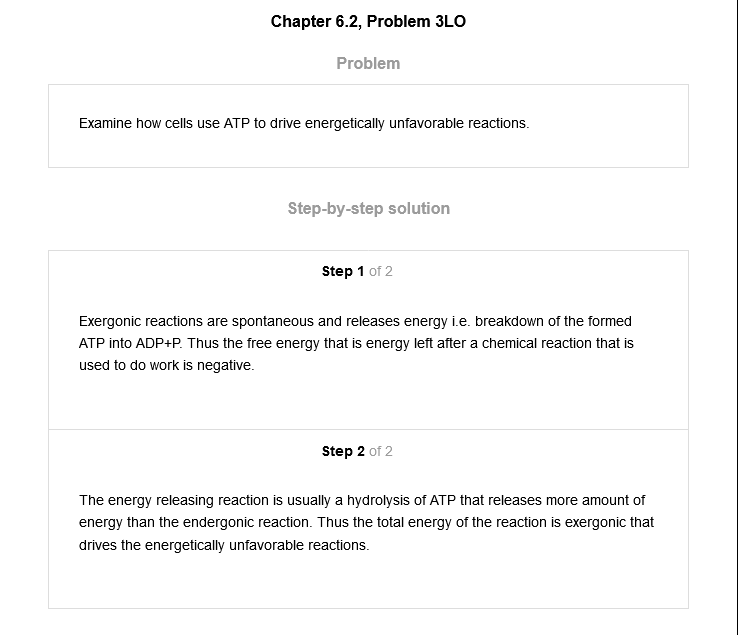 Chapter 6.2, Problem 3LO
Problem
Examine how cells use ATP to drive energetically unfavorable reactions.
Step-by-step solution
Step 1 of 2
Exergonic reactions are spontaneous and releases energy i.e. breakdown of the formed
ATP into ADP+P. Thus the free energy that is energy left after a chemical reaction that is
used to do work is negative.
Step 2 of 2
The energy releasing reaction is usually a hydrolysis of ATP that releases more amount of
energy than the endergonic reaction. Thus the total energy of the reaction is exergonic that
drives the energetically unfavorable reactions.